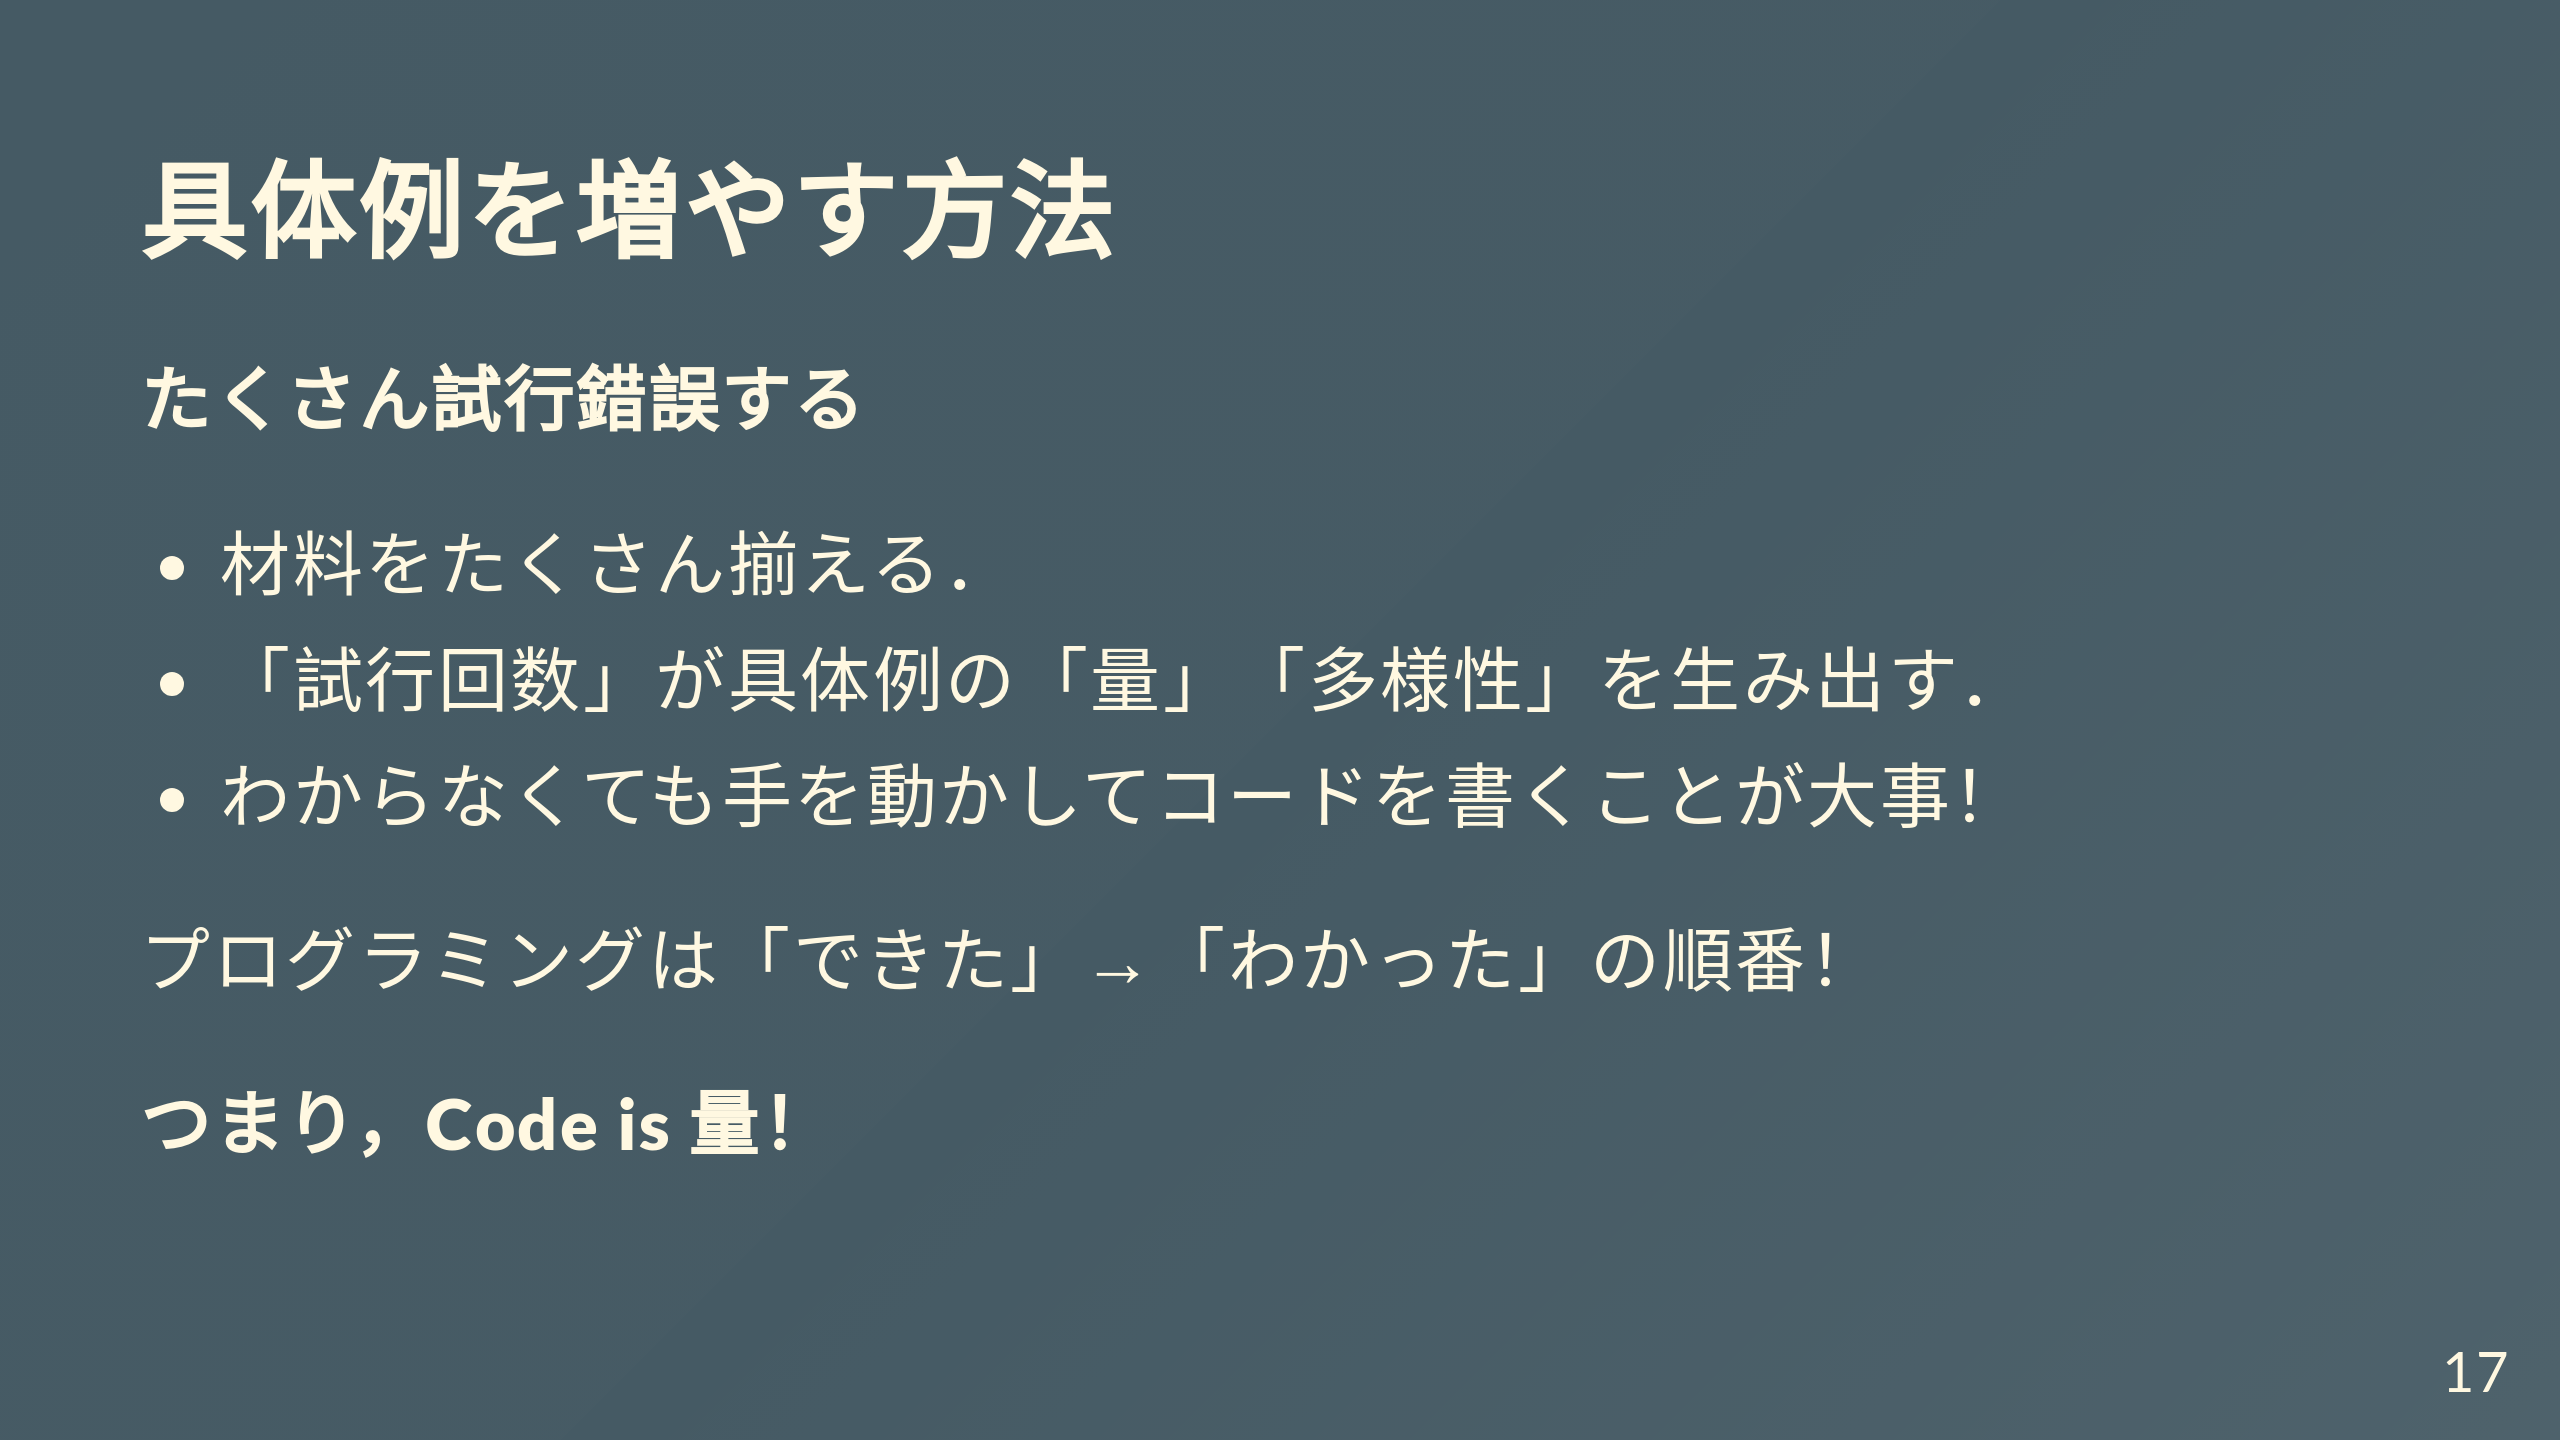 具体例を増やす方法
たくさん試行錯誤する
• 材料をたくさん揃える．
• 「試行回数」が具体例の「量」「多様性」を生み出す．
• わからなくても手を動かしてコードを書くことが大事！
プログラミングは「できた」→「わかった」の順番！
つまり，Code is 量！
17